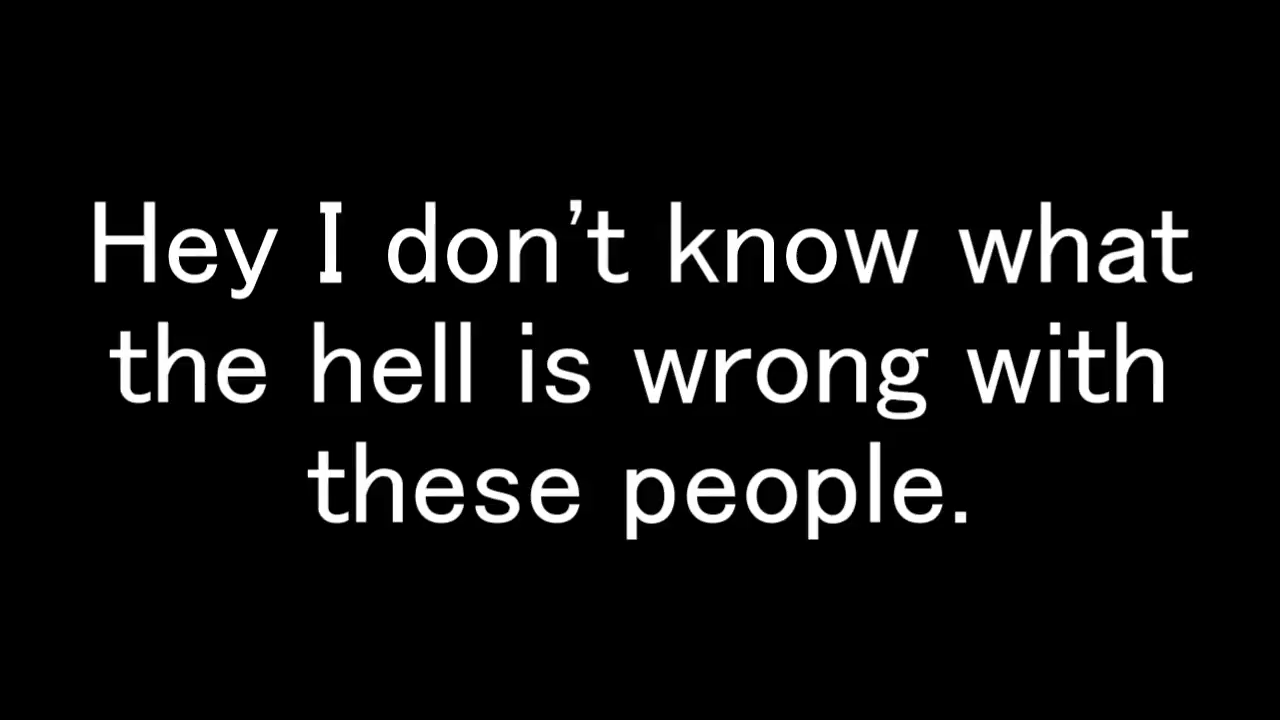 Hey I don’t know what
the hell is wrong with
these people.